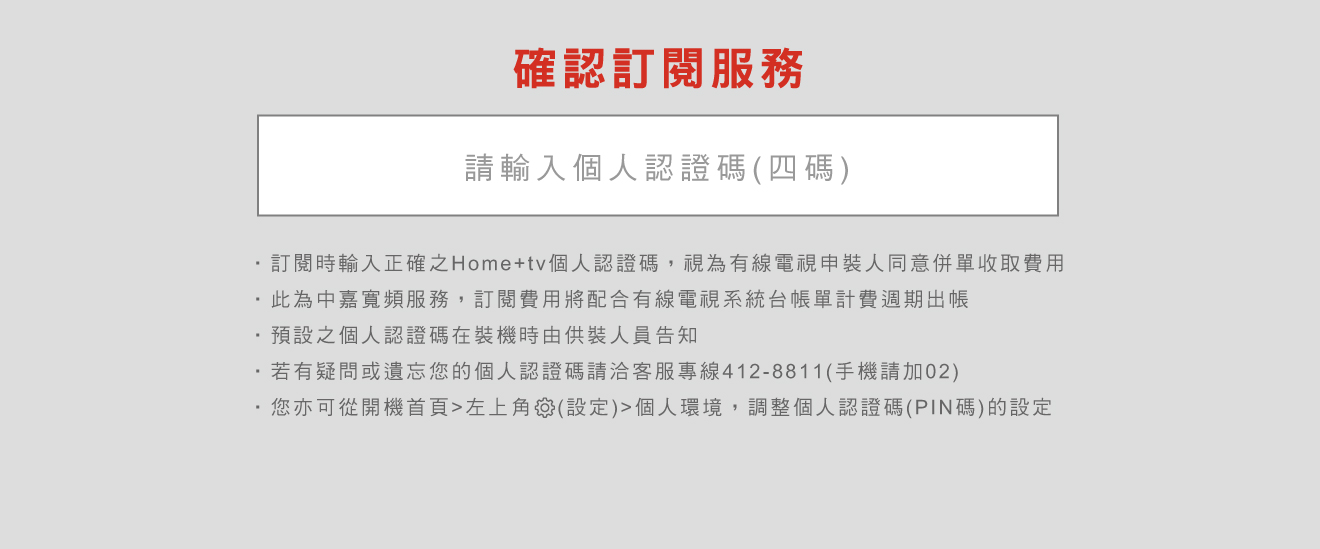 確認訂閱服務
請輸入個人認證碼(四碼)
・訂閱時輸入正確之Home+tv個人認證碼，視為有線電視申裝人同意併單收取費用
・此為中嘉寬頻服務，訂閱費用將配合有線電視系統台帳單計費週期出帳
・預設之個人認證碼在裝機時由供裝人員告知
・若有疑問或遺忘您的個人認證碼請洽客服專線412-8811(手機請加02)
・您亦可從開機首頁>左上角⚙(設定)>個人環境，調整個人認證碼(PIN碼)的設定